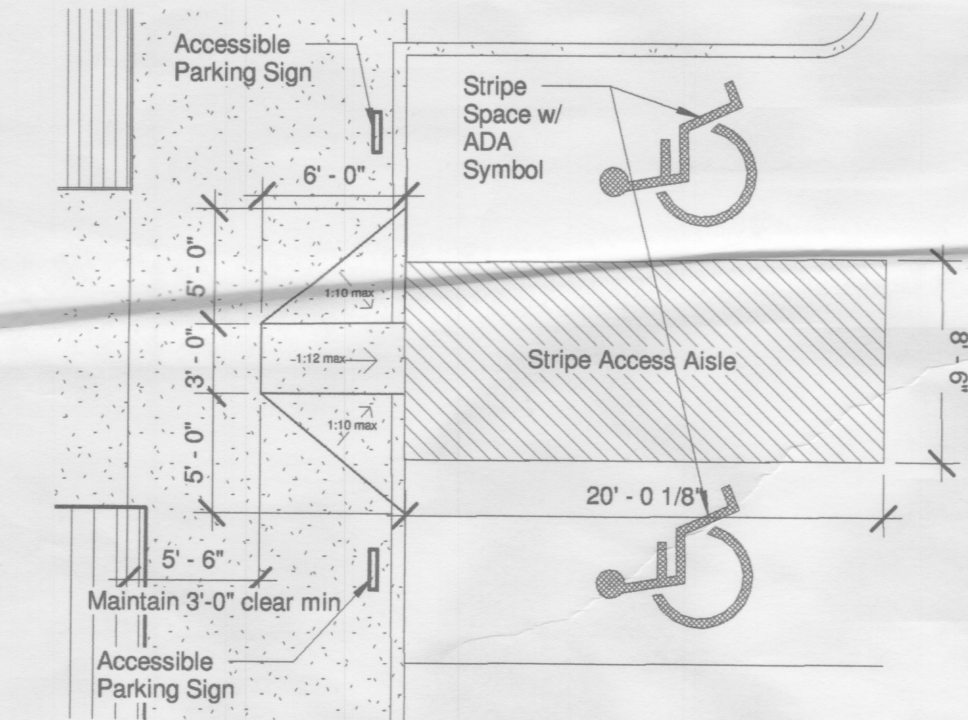 Accessible
Parking Sign
Stripe
Space w/
ADA
Symbol
6' - 0"
5' - 0"
1:10 max
3' - 0"
1:12 max
Stripe Access Aisle
8' - 6"
5' - 0"
1:10 max
20' - 0 1/8"
5' - 6"
Maintain 3'-0" clear min
Accessible
Parking Sign